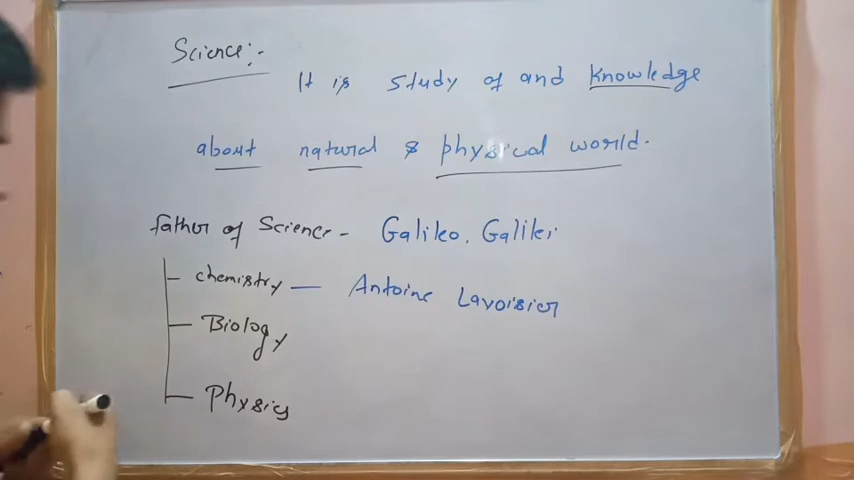 Science:-
It is study of and knowledge
about natural & physical world.
father of Science - Galileo. Galilei
chemistry — Antoine Lavoisier
Biology
Physics